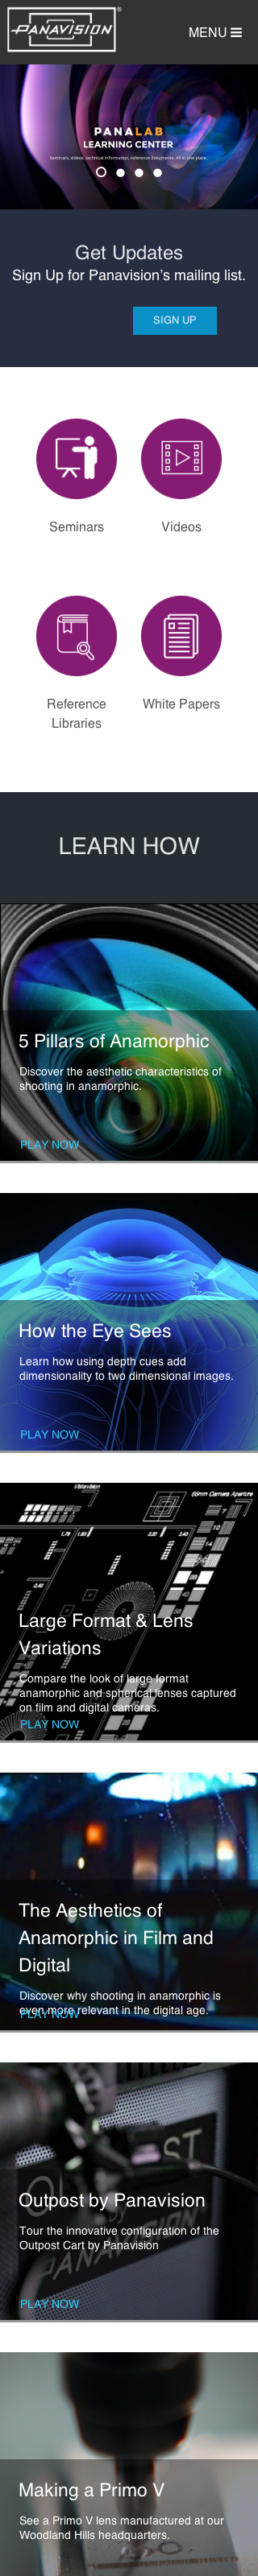 PANAVISION
MENU
PANALAB
LEARNING CENTER
Seminars, videos, technical information, reference documents. All in one place.
Get Updates
Sign Up for Panavision's mailing list.
SIGN UP
Seminars
Videos
Reference
Libraries
White Papers
LEARN HOW
5 Pillars of Anamorphic
Discover the aesthetic characteristics of
shooting in anamorphic.
PLAY NOW
How the Eye Sees
Learn how using depth cues add
dimensionality to two dimensional images.
PLAY NOW
65mm Camera Aperture
Large Format & Lens
Variations
Compare the look of large format
anamorphic and spherical lenses captured
on film and digital cameras.
PLAY NOW
The Aesthetics of
Anamorphic in Film and
Digital
Discover why shooting in anamorphic is
even more relevant in the digital age.
PLAY NOW
Outpost by Panavision
Tour the innovative configuration of the
Outpost Cart by Panavision
PLAY NOW
Making a Primo V
See a Primo V lens manufactured at our
Woodland Hills headquarters.